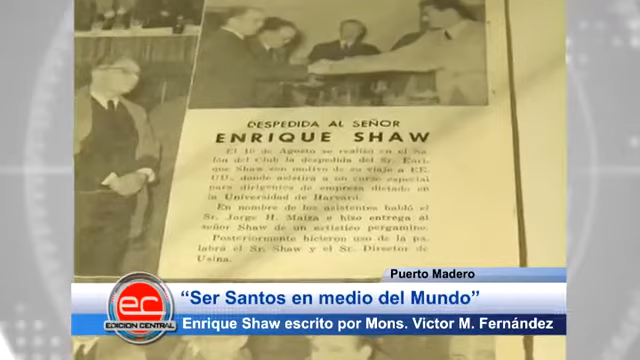 DESPEDIDA AL SEÑOR
ENRIQUE SHAW
El 16 de Agosto se realizó en el Sa-
lón del Club la despedida del Sr. Enri-
que Shaw con motivo de su viaje a EE.
UU., donde asistirá a un curso especial
para dirigentes de empresa dictado en
la Universidad de Harvard.
En nombre de los asistentes habló el
Sr. Jorge H. Maiza e hizo entrega al
señor Shaw de un artístico pergamino.
Posteriormente hicieron uso de la pa-
labra el Sr. Shaw y el Sr. Director de
Usina.
Puerto Madero
ec
EDICION CENTRAL
“Ser Santos en medio del Mundo”
Enrique Shaw escrito por Mons. Victor M. Fernández
EC